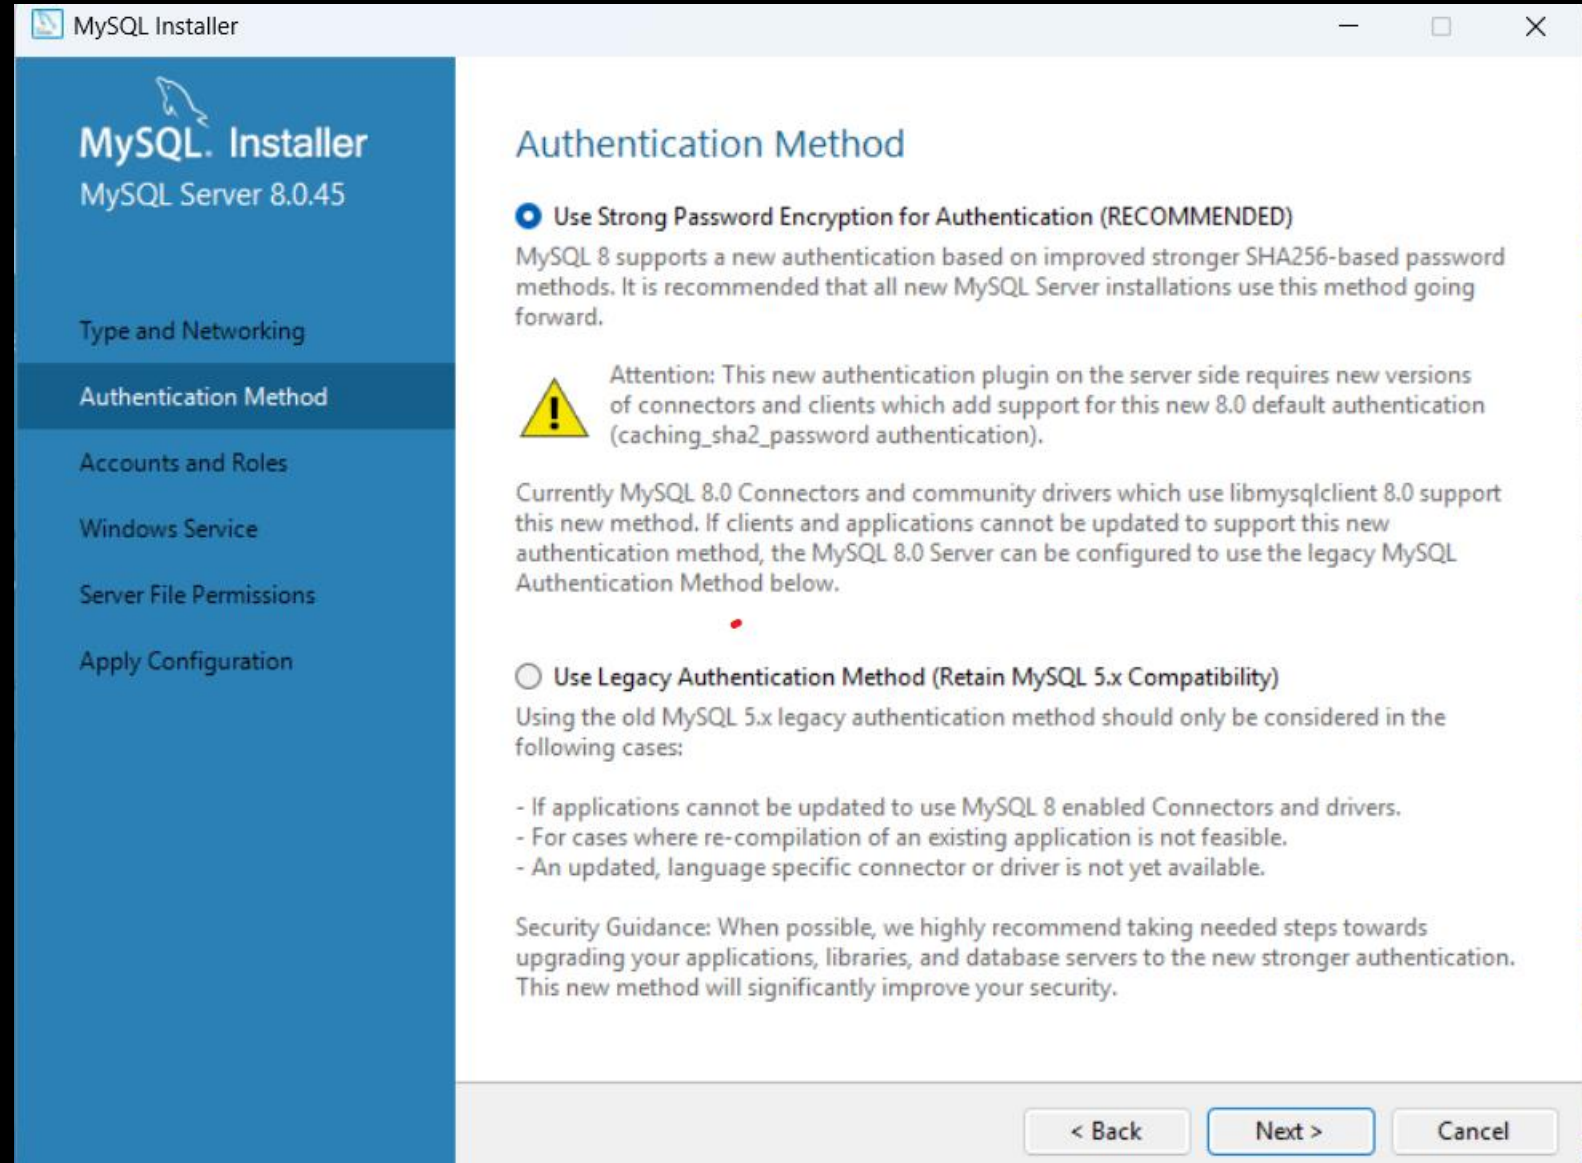 MySQL Installer
MySQL. Installer
MySQL Server 8.0.45
Type and Networking
Authentication Method
Accounts and Roles
Windows Service
Server File Permissions
Apply Configuration
Authentication Method
Use Strong Password Encryption for Authentication (RECOMMENDED)
MySQL 8 supports a new authentication based on improved stronger SHA256-based password
methods. It is recommended that all new MySQL Server installations use this method going
forward.
Attention: This new authentication plugin on the server side requires new versions
of connectors and clients which add support for this new 8.0 default authentication
(caching_sha2_password authentication).
Currently MySQL 8.0 Connectors and community drivers which use libmysqlclient 8.0 support
this new method. If clients and applications cannot be updated to support this new
authentication method, the MySQL 8.0 Server can be configured to use the legacy MySQL
Authentication Method below.
Use Legacy Authentication Method (Retain MySQL 5.x Compatibility)
Using the old MySQL 5.x legacy authentication method should only be considered in the
following cases:
- If applications cannot be updated to use MySQL 8 enabled Connectors and drivers.
- For cases where re-compilation of an existing application is not feasible.
- An updated, language specific connector or driver is not yet available.
Security Guidance: When possible, we highly recommend taking needed steps towards
upgrading your applications, libraries, and database servers to the new stronger authentication.
This new method will significantly improve your security.
< Back
Next >
Cancel